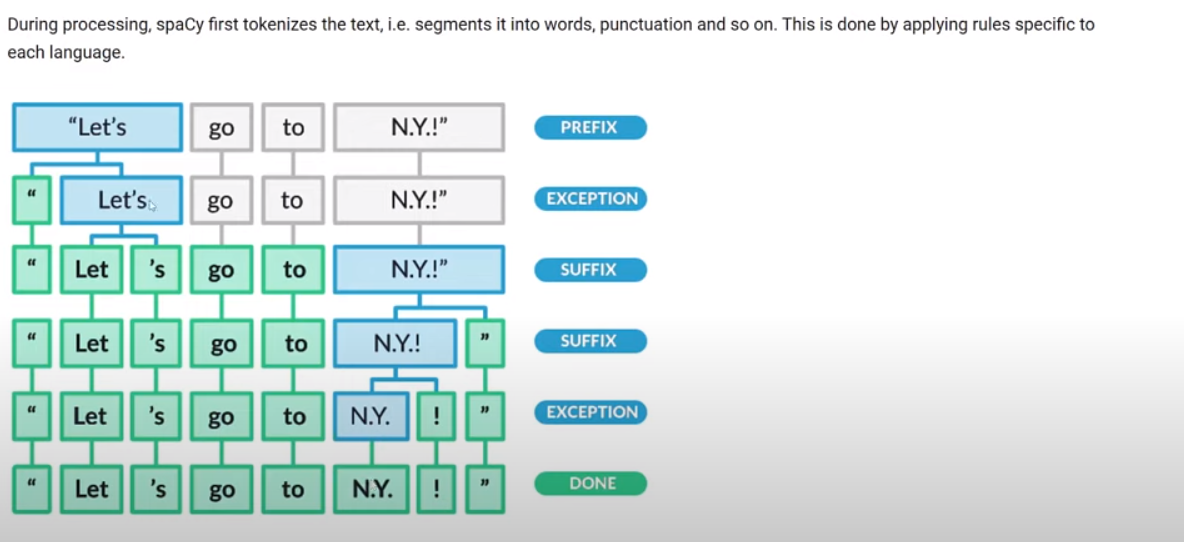 During processing, spaCy first tokenizes the text, i.e. segments it into words, punctuation and so on. This is done by applying rules specific to
each language.
“Let’s go to N.Y.!” PREFIX
“ Let’s go to N.Y.!” EXCEPTION
“ Let ’s go to N.Y.!” SUFFIX
“ Let ’s go to N.Y.! ” SUFFIX
“ Let ’s go to N.Y. ! ” EXCEPTION
“ Let ’s go to N.Y. ! ” DONE